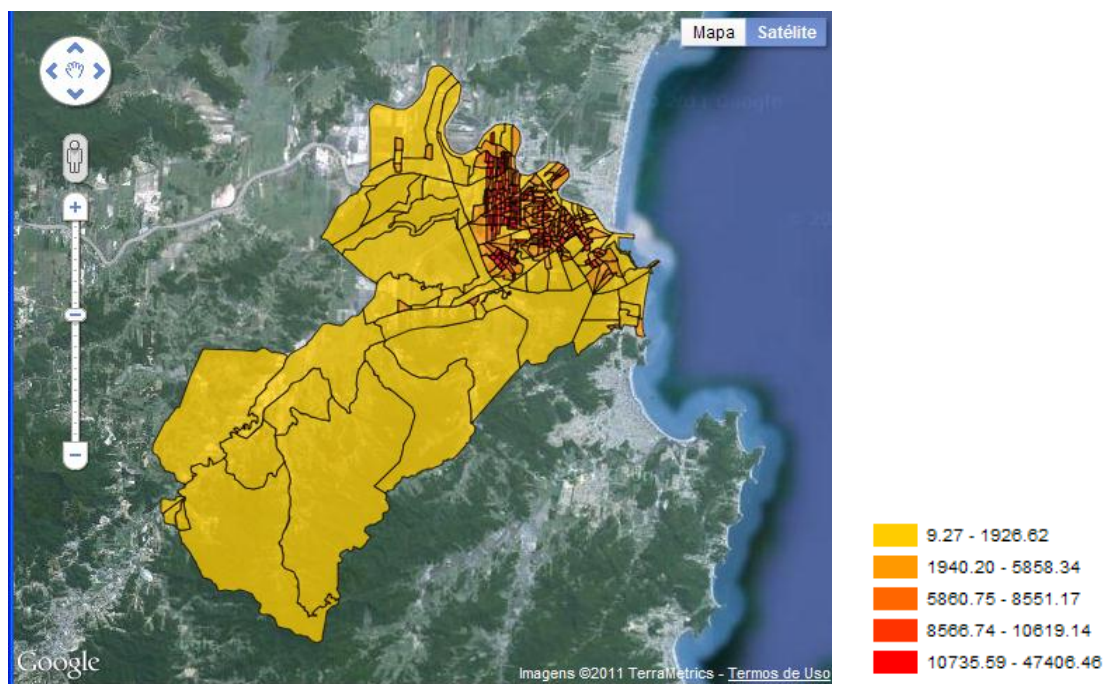 Mapa Satélite
9.27 - 1926.62
1940.20 - 5858.34
5860.75 - 8551.17
8566.74 - 10619.14
10735.59 - 47406.46
Google
Imagens ©2011 TerraMetrics - Termos de Uso